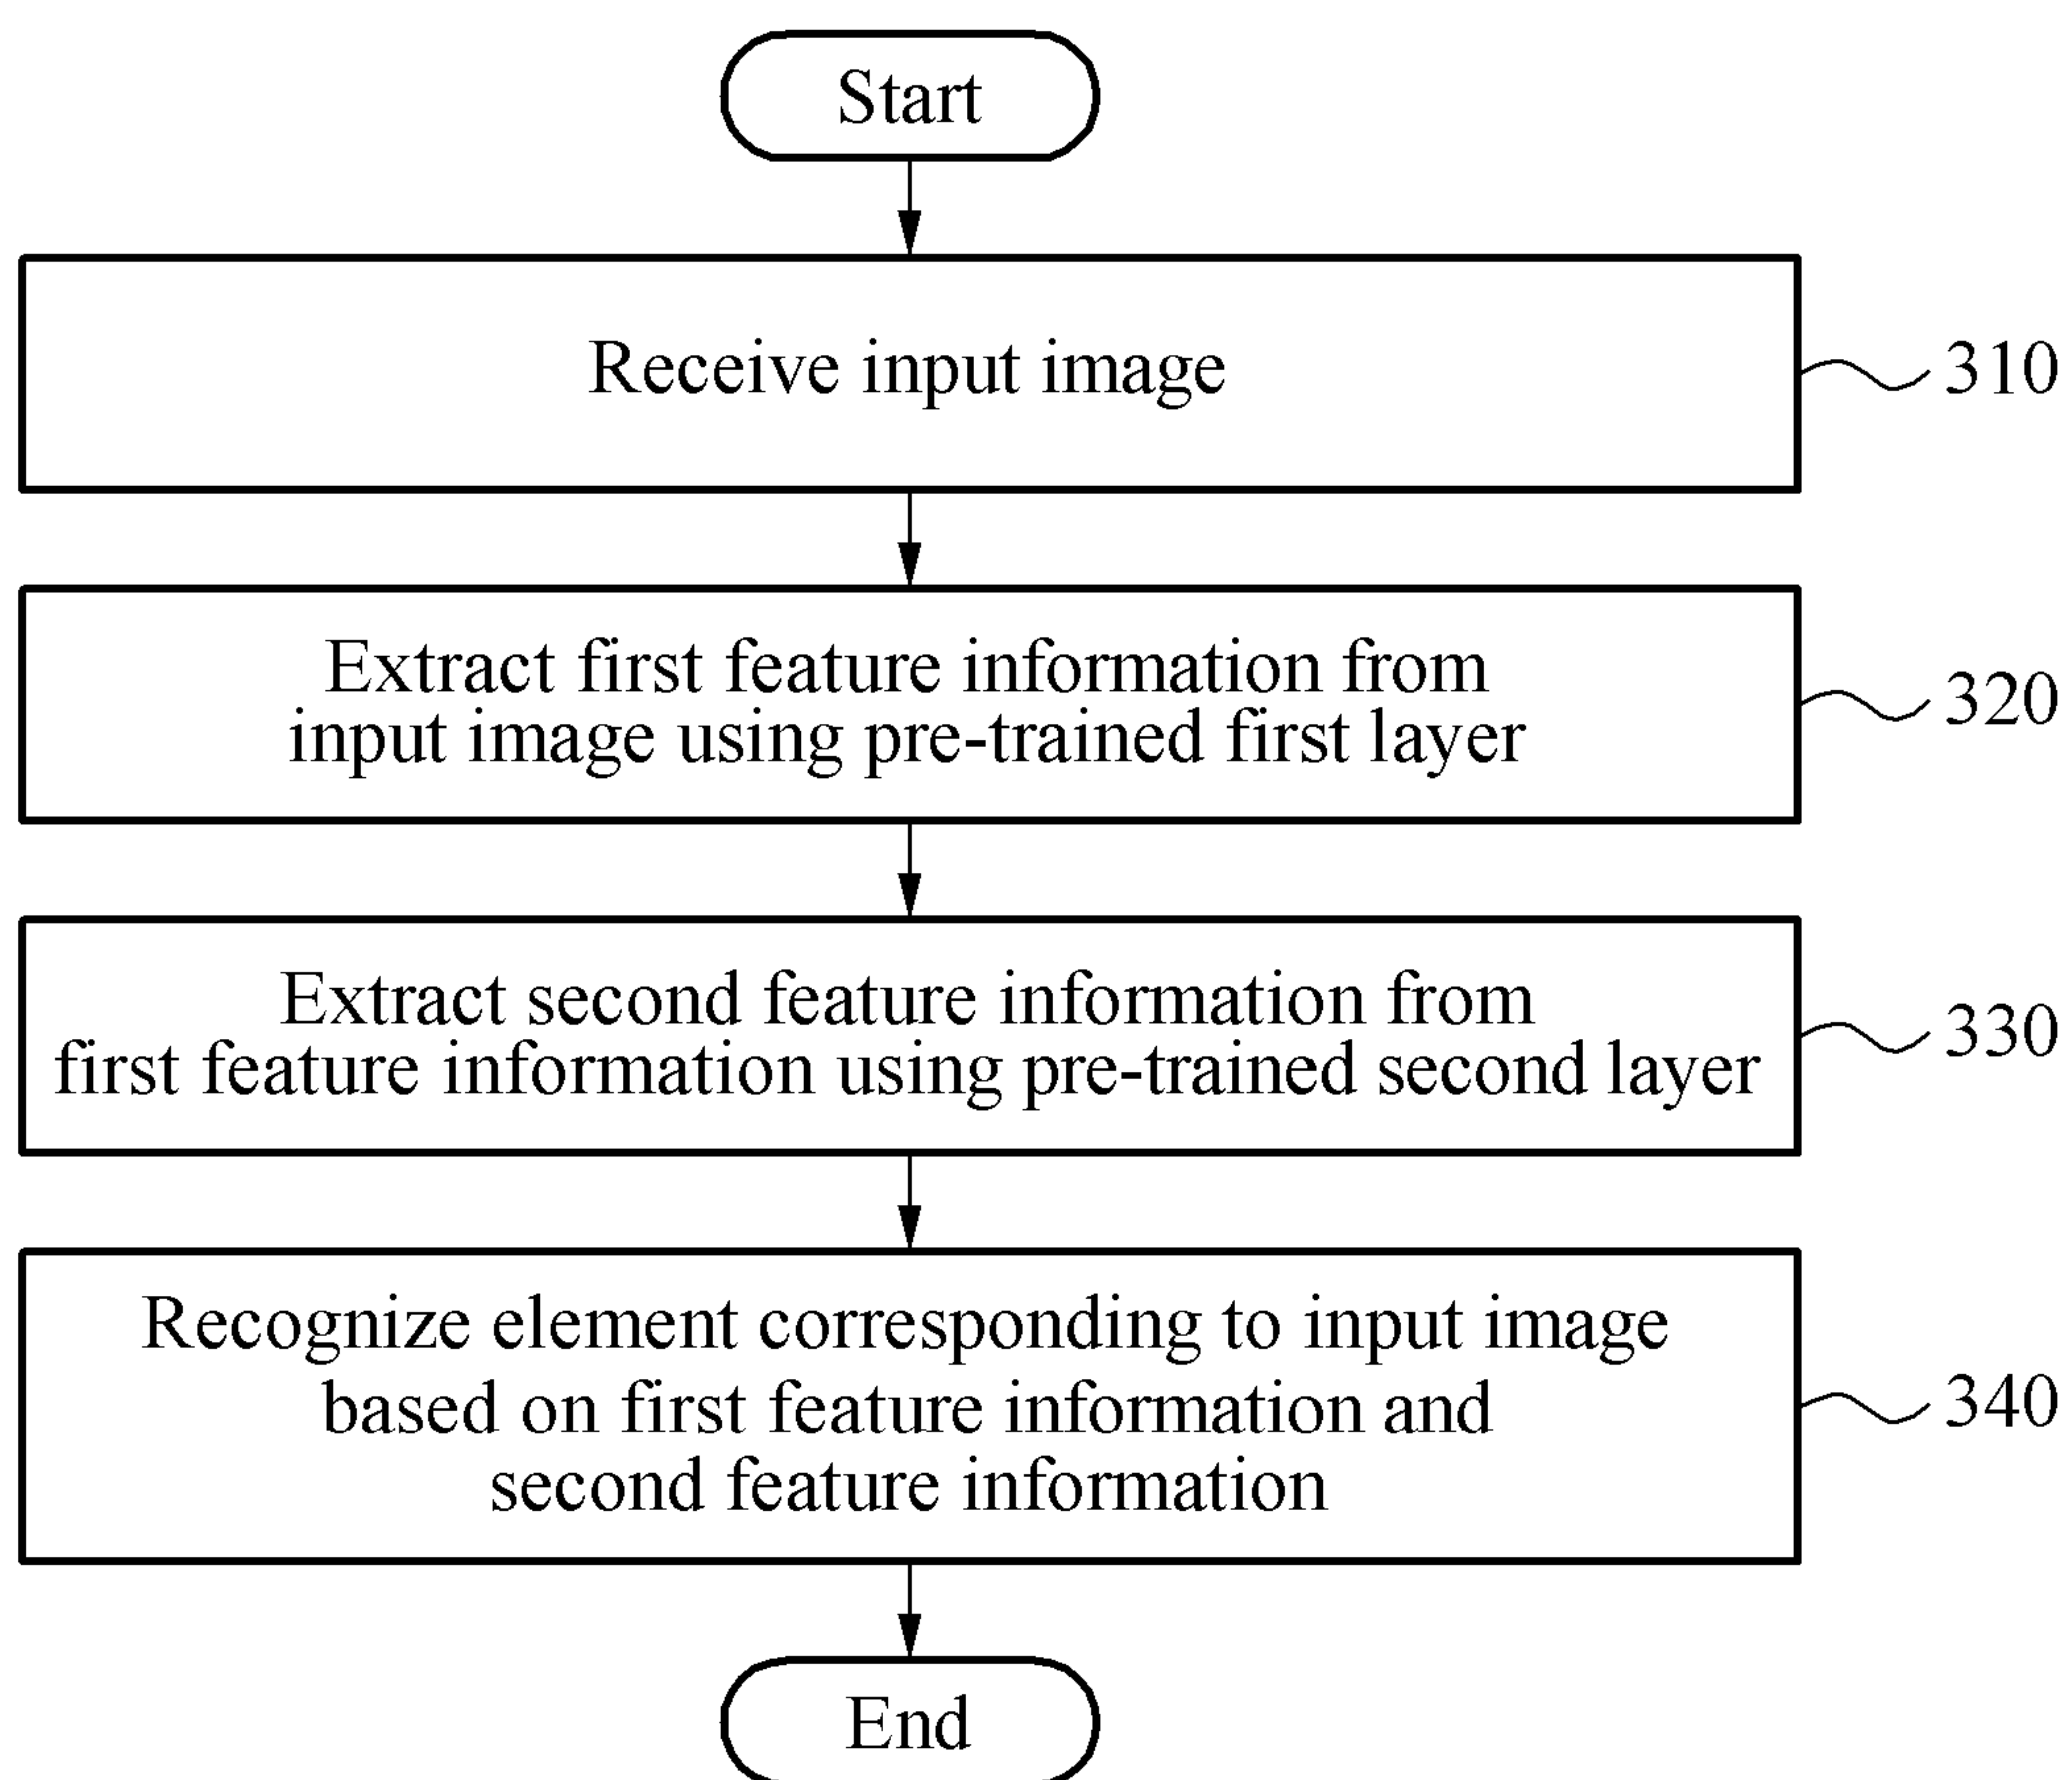 Start
Receive input image
310
Extract first feature information from
input image using pre-trained first layer
320
Extract second feature information from
first feature information using pre-trained second layer
330
Recognize element corresponding to input image
based on first feature information and
second feature information
340
End